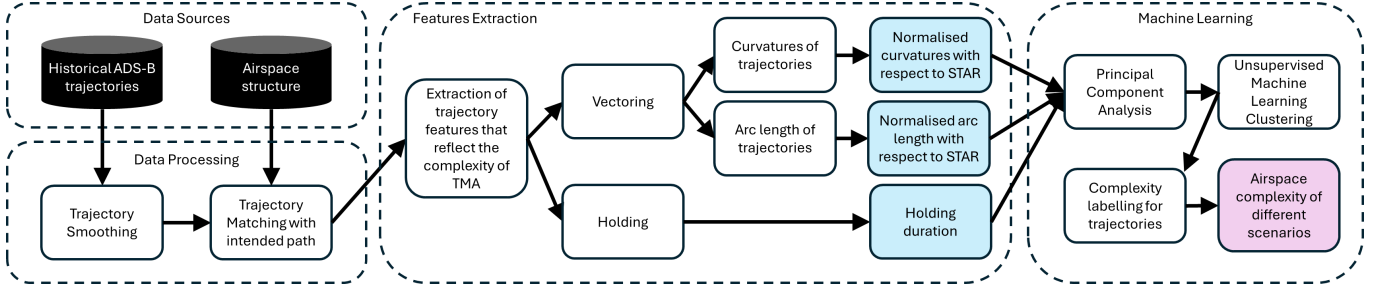 Data Sources
Historical ADS-B
trajectories
Airspace
structure
Data Processing
Trajectory
Smoothing
Trajectory
Matching with
intended path
Features Extraction
Extraction of
trajectory
features that
reflect the
complexity of
TMA
Vectoring
Holding
Curvatures of
trajectories
Arc length of
trajectories
Normalised
curvatures with
respect to STAR
Normalised arc
length with
respect to STAR
Holding
duration
Machine Learning
Principal
Component
Analysis
Unsupervised
Machine
Learning
Clustering
Complexity
labelling for
trajectories
Airspace
complexity of
different
scenarios